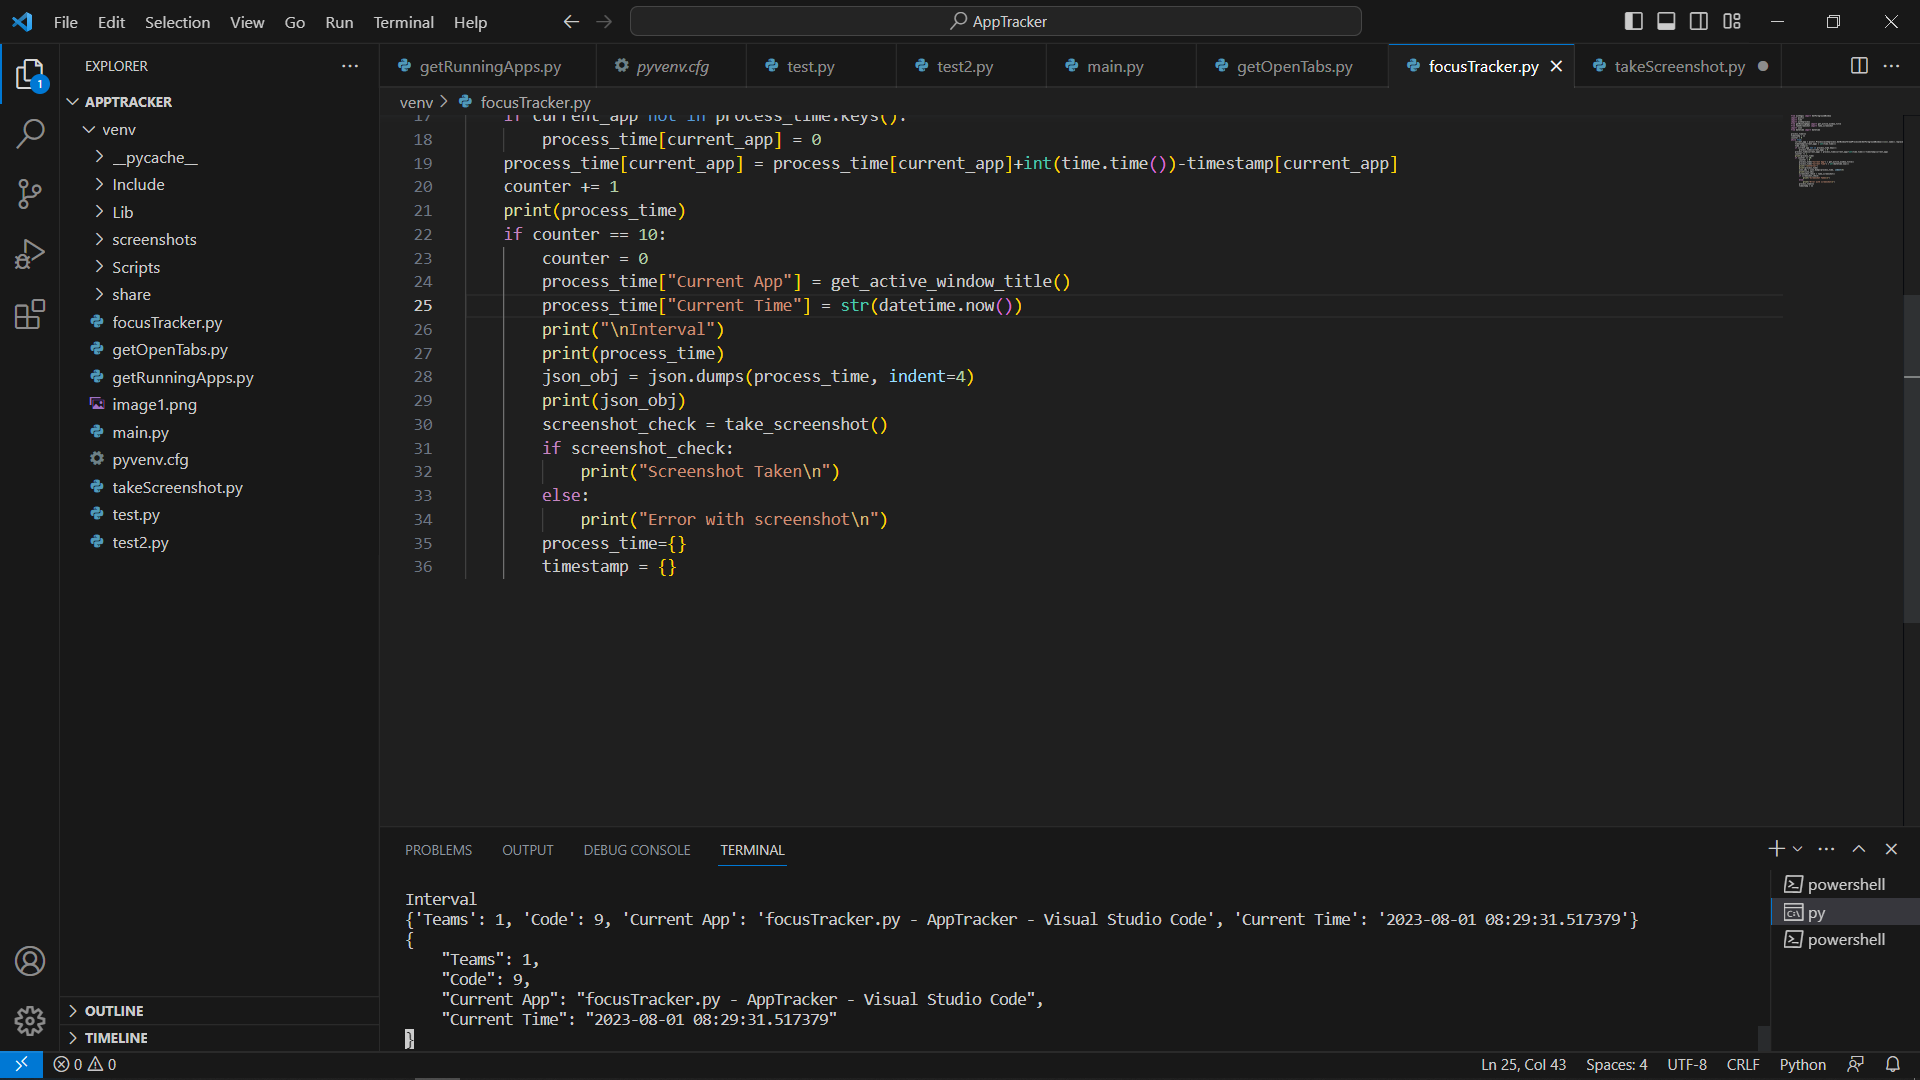 File Edit Selection View Go Run Terminal Help
AppTracker
EXPLORER
1
APPTRACKER
venv
__pycache__
Include
Lib
screenshots
Scripts
share
focusTracker.py
getOpenTabs.py
getRunningApps.py
image1.png
main.py
pyvenv.cfg
takeScreenshot.py
test.py
test2.py
OUTLINE
TIMELINE
getRunningApps.py pyvenv.cfg test.py test2.py main.py getOpenTabs.py focusTracker.py takeScreenshot.py
venv > focusTracker.py
17 if current_app not in process_time.keys():
18 process_time[current_app] = 0
19 process_time[current_app] = process_time[current_app]+int(time.time())-timestamp[current_app]
20 counter += 1
21 print(process_time)
22 if counter == 10:
23 counter = 0
24 process_time["Current App"] = get_active_window_title()
25 process_time["Current Time"] = str(datetime.now())
26 print("\nInterval")
27 print(process_time)
28 json_obj = json.dumps(process_time, indent=4)
29 print(json_obj)
30 screenshot_check = take_screenshot()
31 if screenshot_check:
32 print("Screenshot Taken\n")
33 else:
34 print("Error with screenshot\n")
35 process_time={}
36 timestamp = {}
PROBLEMS OUTPUT DEBUG CONSOLE TERMINAL
Interval
{'Teams': 1, 'Code': 9, 'Current App': 'focusTracker.py - AppTracker - Visual Studio Code', 'Current Time': '2023-08-01 08:29:31.517379'}
{
"Teams": 1,
"Code": 9,
"Current App": "focusTracker.py - AppTracker - Visual Studio Code",
"Current Time": "2023-08-01 08:29:31.517379"
}
powershell
py
powershell
0 0
Ln 25, Col 43 Spaces: 4 UTF-8 CRLF Python